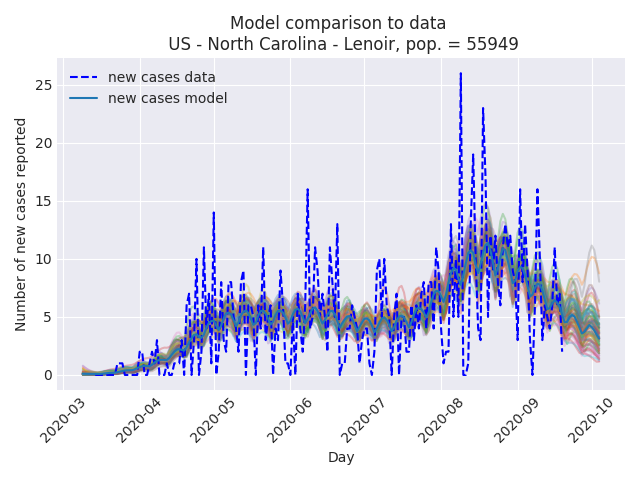 Model comparison to data
US - North Carolina - Lenoir, pop. = 55949
new cases data
new cases model
Number of new cases reported
25
20
15
10
5
0
2020-03
2020-04
2020-05
2020-06
2020-07
2020-08
2020-09
2020-10
Day